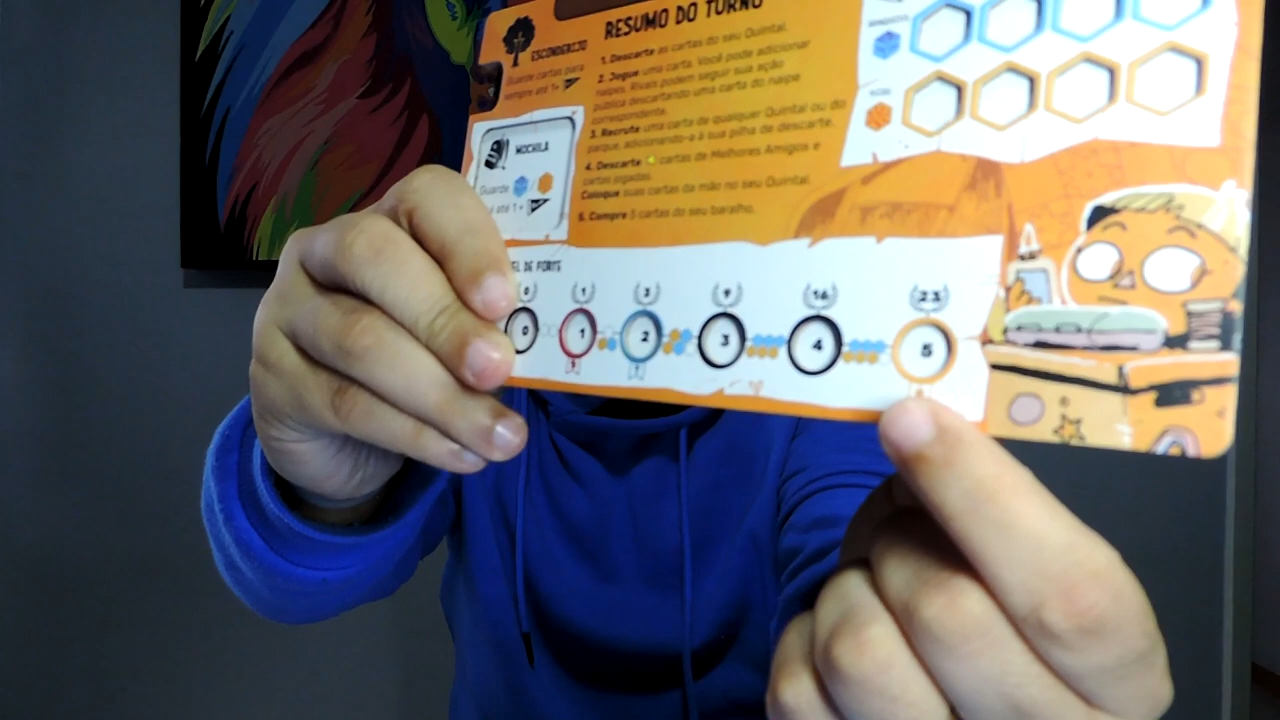 RESUMO DO TURNO
1. Descarte as cartas do seu Quintal.
2. Jogue uma carta. Você pode adicionar
naipes. Rivais podem seguir sua ação
pública descartando uma carta do naipe
correspondente.
3. Recrute uma carta de qualquer Quintal ou do
parque, adicionando-a à sua pilha de descarte.
4. Descarte cartas de Melhores Amigos e
cartas jogadas.
Coloque suas cartas da mão no seu Quintal.
5. Compre 5 cartas do seu baralho.
ESCONDERIJO
Guarde cartas para
sempre até 1+
MOCHILA
Guarde /
até 1+
DE FORTE
0 1 3 9 16 23
0 1 2 3 4 5